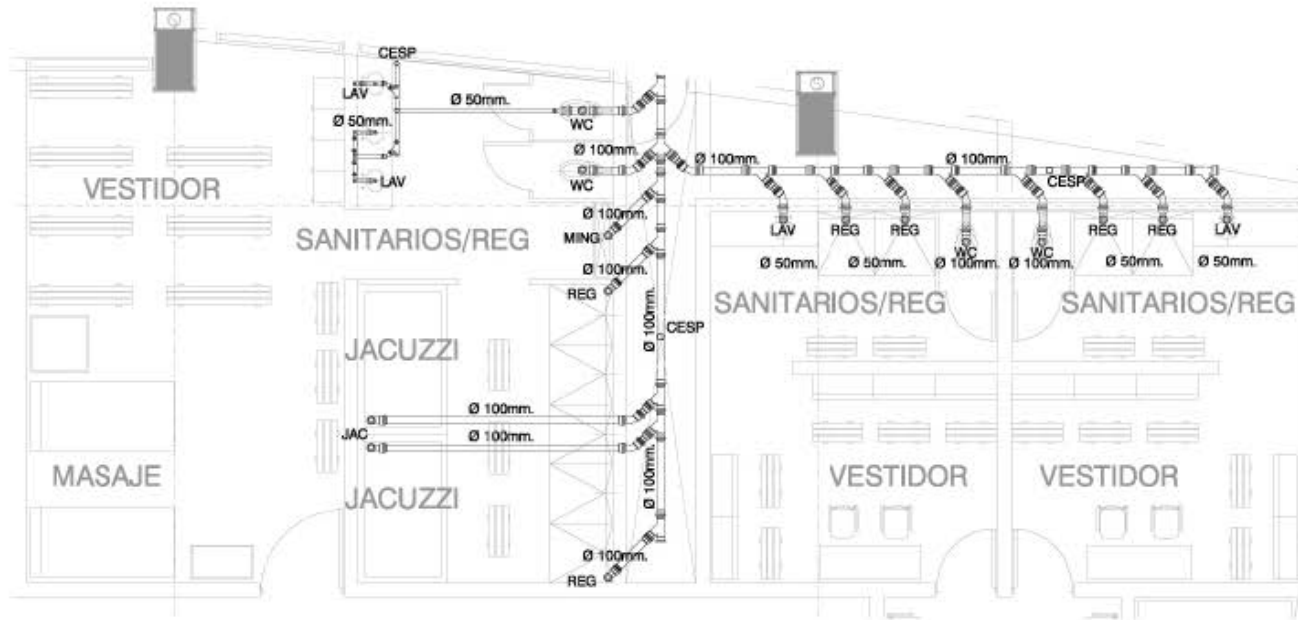 CESP
LAV
Ø 50mm.
Ø 50mm.
WC
LAV
Ø 100mm.
WC
Ø 100mm.
Ø 100mm.
CESP
VESTIDOR
SANITARIOS/REG
Ø 100mm.
MING
Ø 100mm.
REG
LAV
REG
REG
WC
WC
REG
REG
LAV
Ø 50mm.
Ø 50mm.
Ø 100mm.
Ø 100mm.
Ø 50mm.
Ø 50mm.
SANITARIOS/REG
SANITARIOS/REG
Ø 100mm.
CESP
JACUZZI
Ø 100mm.
JAC
Ø 100mm.
MASAJE
JACUZZI
Ø 100mm.
VESTIDOR
VESTIDOR
Ø 100mm.
REG